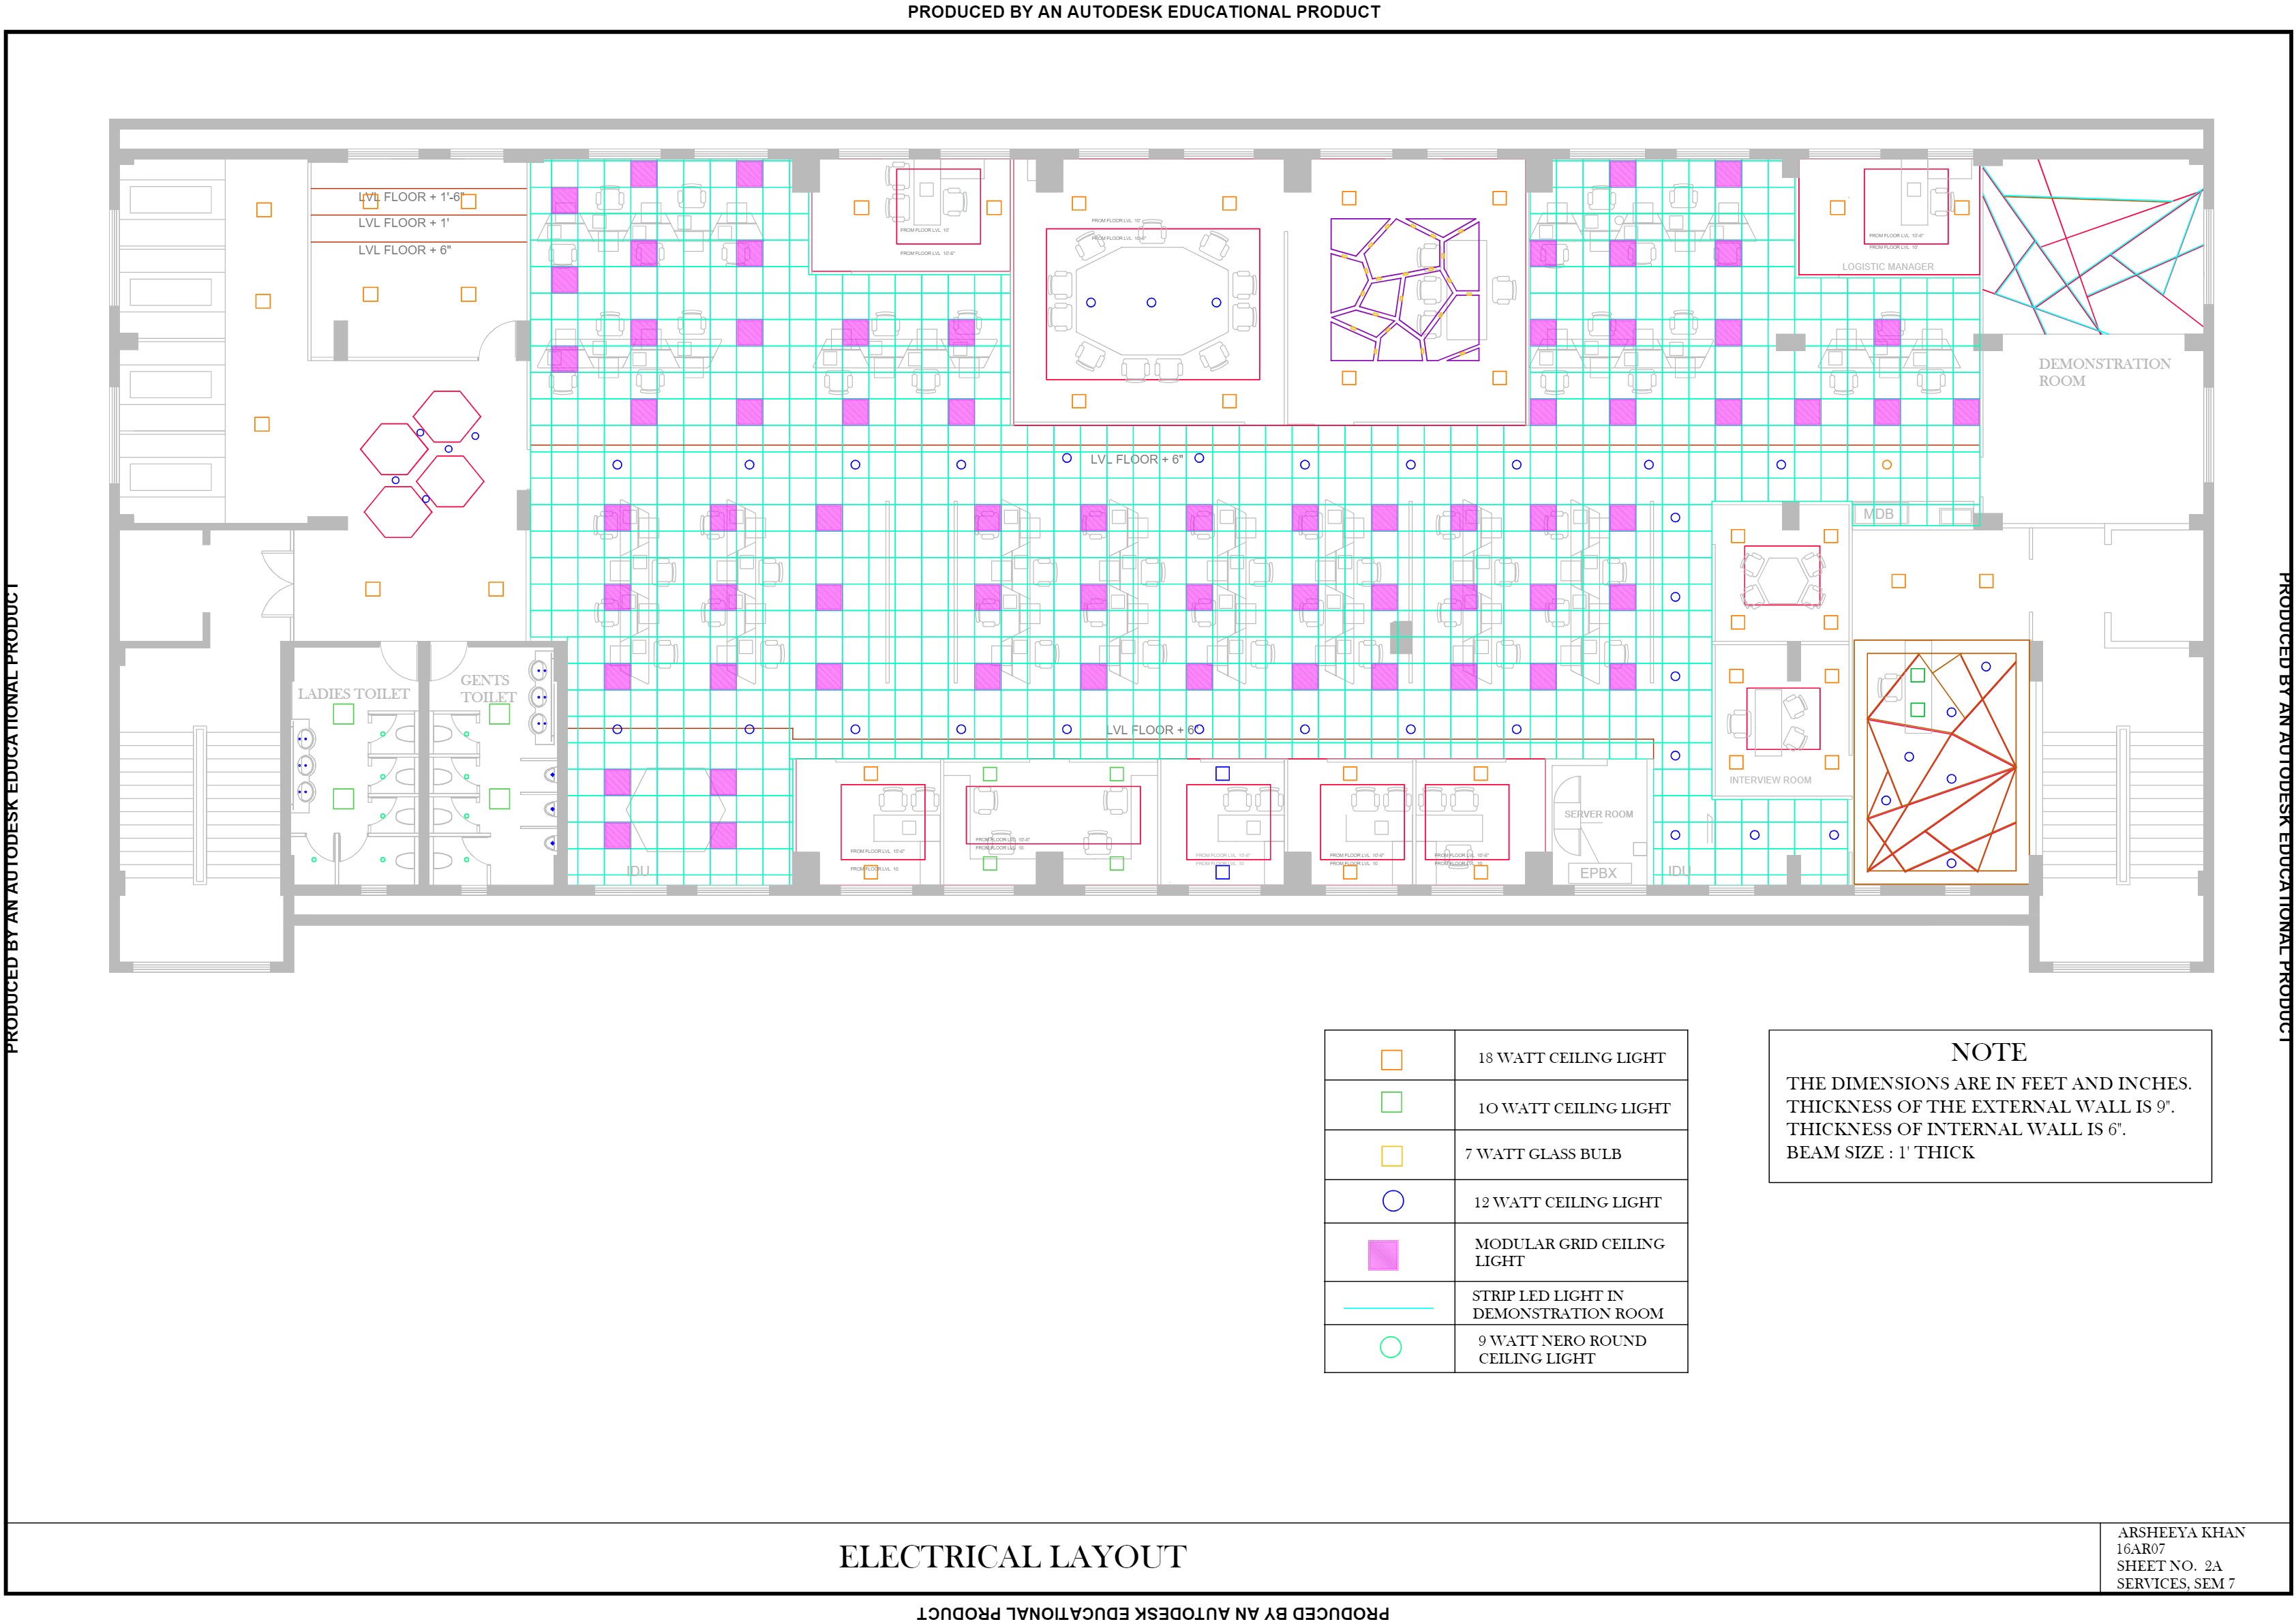 PRODUCED BY AN AUTODESK EDUCATIONAL PRODUCT
PRODUCED BY AN AUTODESK EDUCATIONAL PRODUCT
PRODUCED BY AN AUTODESK EDUCATIONAL PRODUCT
LVL FLOOR + 1'-6"
LVL FLOOR + 1'
LVL FLOOR + 6"
FROM FLOOR LVL 10'
FROM FLOOR LVL 10'-6"
FROM FLOOR LVL 10'
FROM FLOOR LVL 10'-6"
FROM FLOOR LVL 10'-6"
FROM FLOOR LVL 10'
LOGISTIC MANAGER
DEMONSTRATION
ROOM
LVL FLOOR + 6"
MDB
LADIES TOILET
GENTS
TOILET
LVL FLOOR + 6"
INTERVIEW ROOM
SERVER ROOM
EPBX
IDU
IDU
FROM FLOOR LVL 10'-6"
FROM FLOOR LVL 10
FROM FLOOR LVL 10'-6"
FROM FLOOR LVL 10
FROM FLOOR LVL 10'-6"
FROM FLOOR LVL 10
FROM FLOOR LVL 10'-6"
FROM FLOOR LVL 10
FROM FLOOR LVL 10'-6"
FROM FLOOR LVL 10
18 WATT CEILING LIGHT
1O WATT CEILING LIGHT
7 WATT GLASS BULB
12 WATT CEILING LIGHT
MODULAR GRID CEILING
LIGHT
STRIP LED LIGHT IN
DEMONSTRATION ROOM
9 WATT NERO ROUND
CEILING LIGHT
NOTE
THE DIMENSIONS ARE IN FEET AND INCHES.
THICKNESS OF THE EXTERNAL WALL IS 9".
THICKNESS OF INTERNAL WALL IS 6".
BEAM SIZE : 1' THICK
ELECTRICAL LAYOUT
ARSHEEYA KHAN
16AR07
SHEET NO. 2A
SERVICES, SEM 7
PRODUCED BY AN AUTODESK EDUCATIONAL PRODUCT